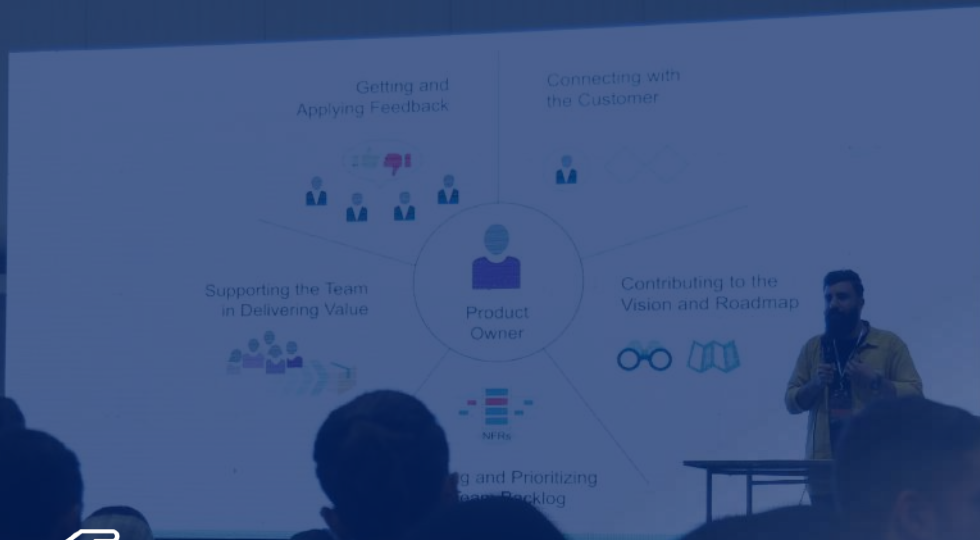 Getting and
Applying Feedback
Connecting with
the Customer
Supporting the Team
in Delivering Value
Product
Owner
Contributing to the
Vision and Roadmap
NFRs
and Prioritizing
Backlog